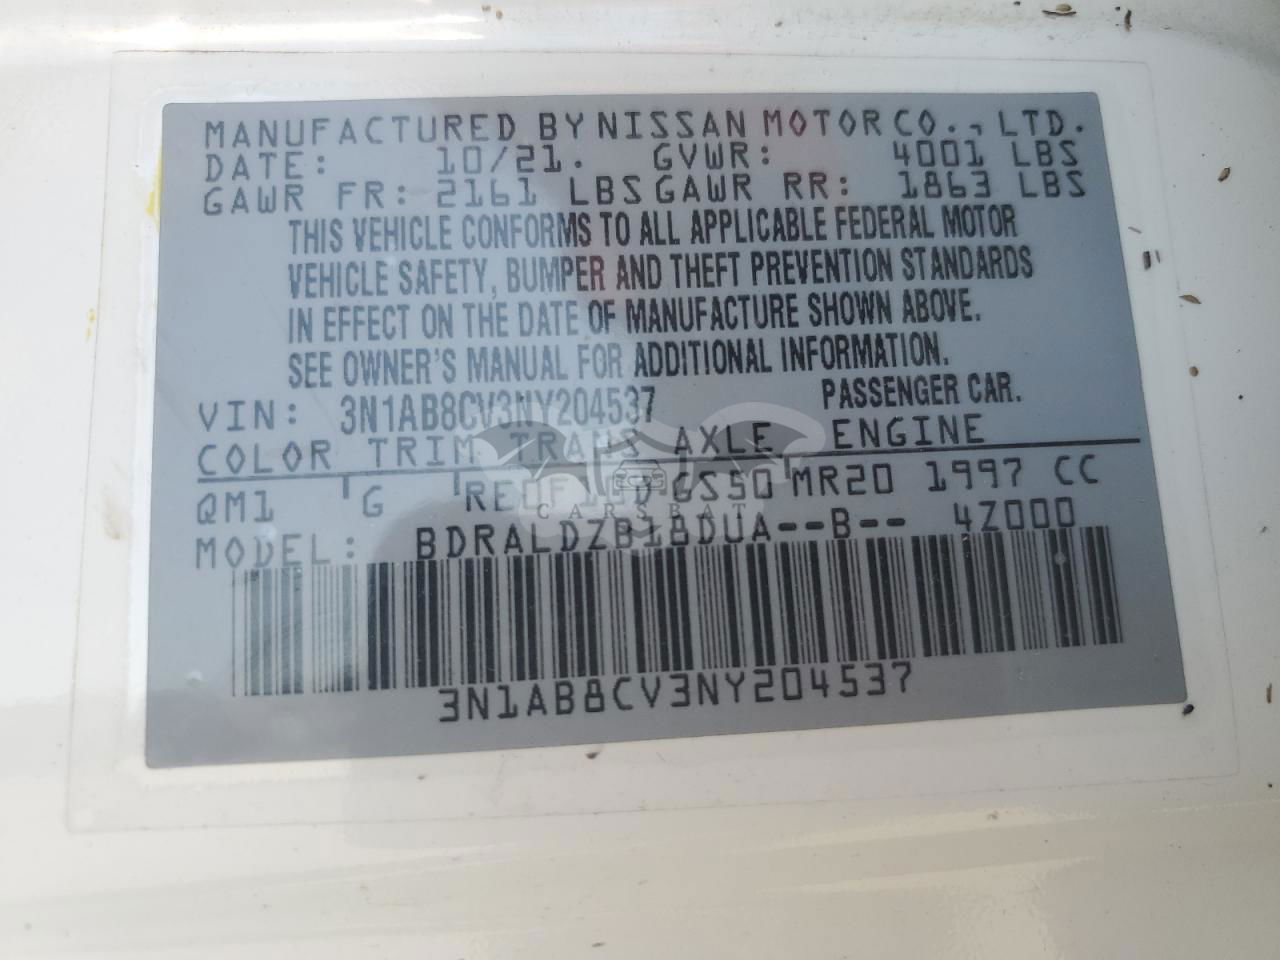 MANUFACTURED BY NISSAN MOTOR CO., LTD.
DATE: 10/21. GVWR: 4001 LBS
GAWR FR: 2161 LBS GAWR RR: 1863 LBS
THIS VEHICLE CONFORMS TO ALL APPLICABLE FEDERAL MOTOR
VEHICLE SAFETY, BUMPER AND THEFT PREVENTION STANDARDS
IN EFFECT ON THE DATE OF MANUFACTURE SHOWN ABOVE.
SEE OWNER'S MANUAL FOR ADDITIONAL INFORMATION.
VIN: 3N1AB8CV3NY204537 PASSENGER CAR.
COLOR TRIM TRANS AXLE ENGINE
QM1 G GS50 MR20 1997 CC
CARSBAT
MODEL: BDRALDZB18DUA--B-- 4Z000
3N1AB8CV3NY204537